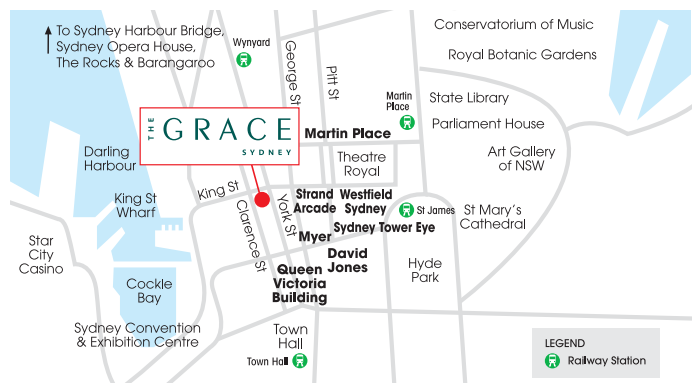 To Sydney Harbour Bridge,
Sydney Opera House,
The Rocks & Barangaroo
Wynyard
George St
Pitt St
Conservatorium of Music
Royal Botanic Gardens
Martin
Place
State Library
Parliament House
THE
GRACE
SYDNEY
Martin Place
Theatre
Royal
Art Gallery
of NSW
Darling
Harbour
King St
Wharf
King St
Clarence St
York St
Strand
Arcade
Westfield
Sydney
St James
St Mary's
Cathedral
Sydney Tower Eye
Myer
David
Jones
Hyde
Park
Star
City
Casino
Cockle
Bay
Queen
Victoria
Building
Sydney Convention
& Exhibition Centre
Town
Hall
Town Hall
LEGEND
Railway Station